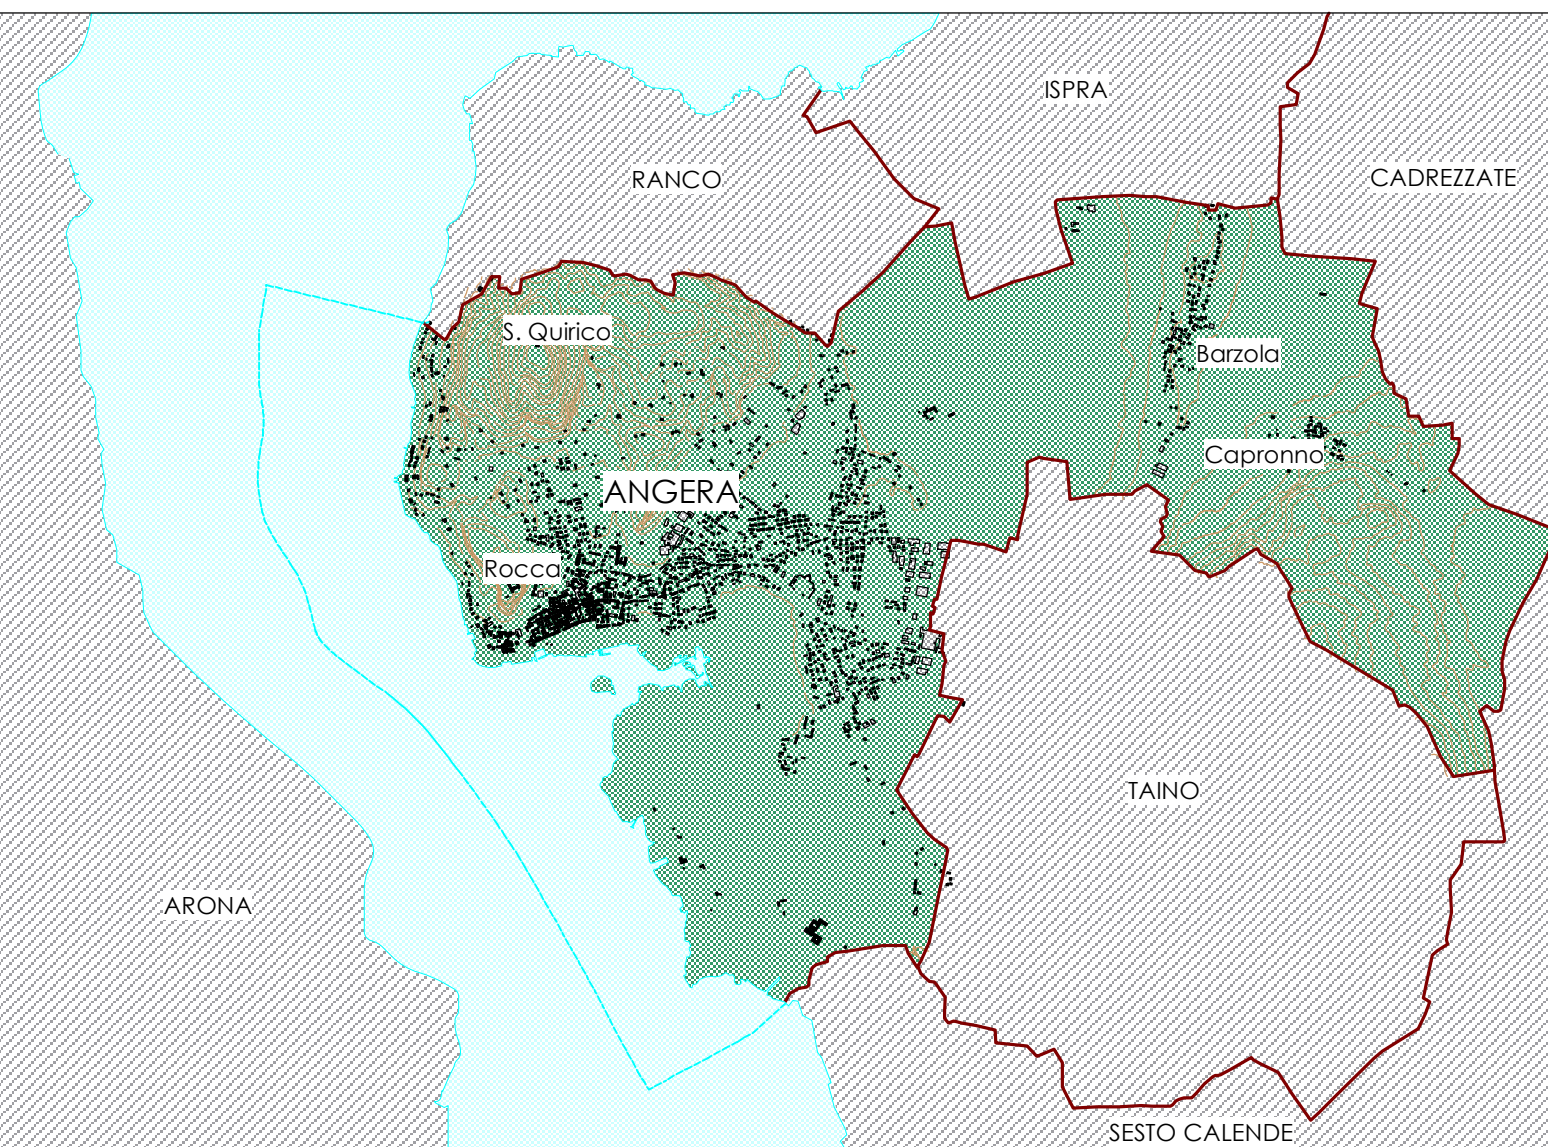 ISPRA
RANCO
CADREZZATE
S. Quirico
Barzola
Capronno
ANGERA
Rocca
TAINO
ARONA
SESTO CALENDE